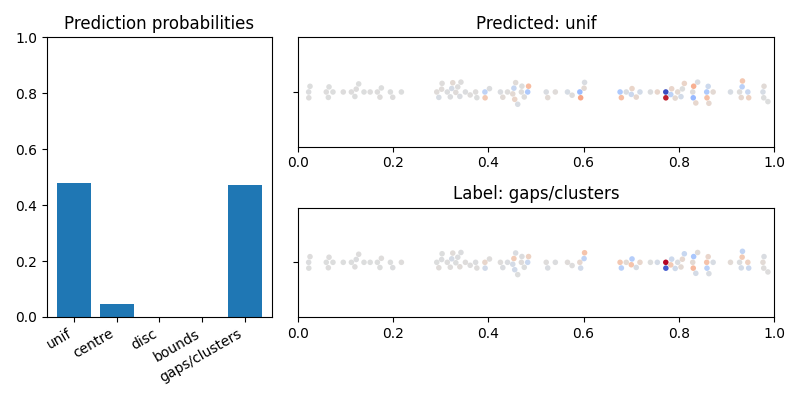 Prediction probabilities
1.0
0.8
0.6
0.4
0.2
0.0
unif
centre
disc
bounds
gaps/clusters
Predicted: unif
0.0 0.2 0.4 0.6 0.8 1.0
Label: gaps/clusters
0.0 0.2 0.4 0.6 0.8 1.0